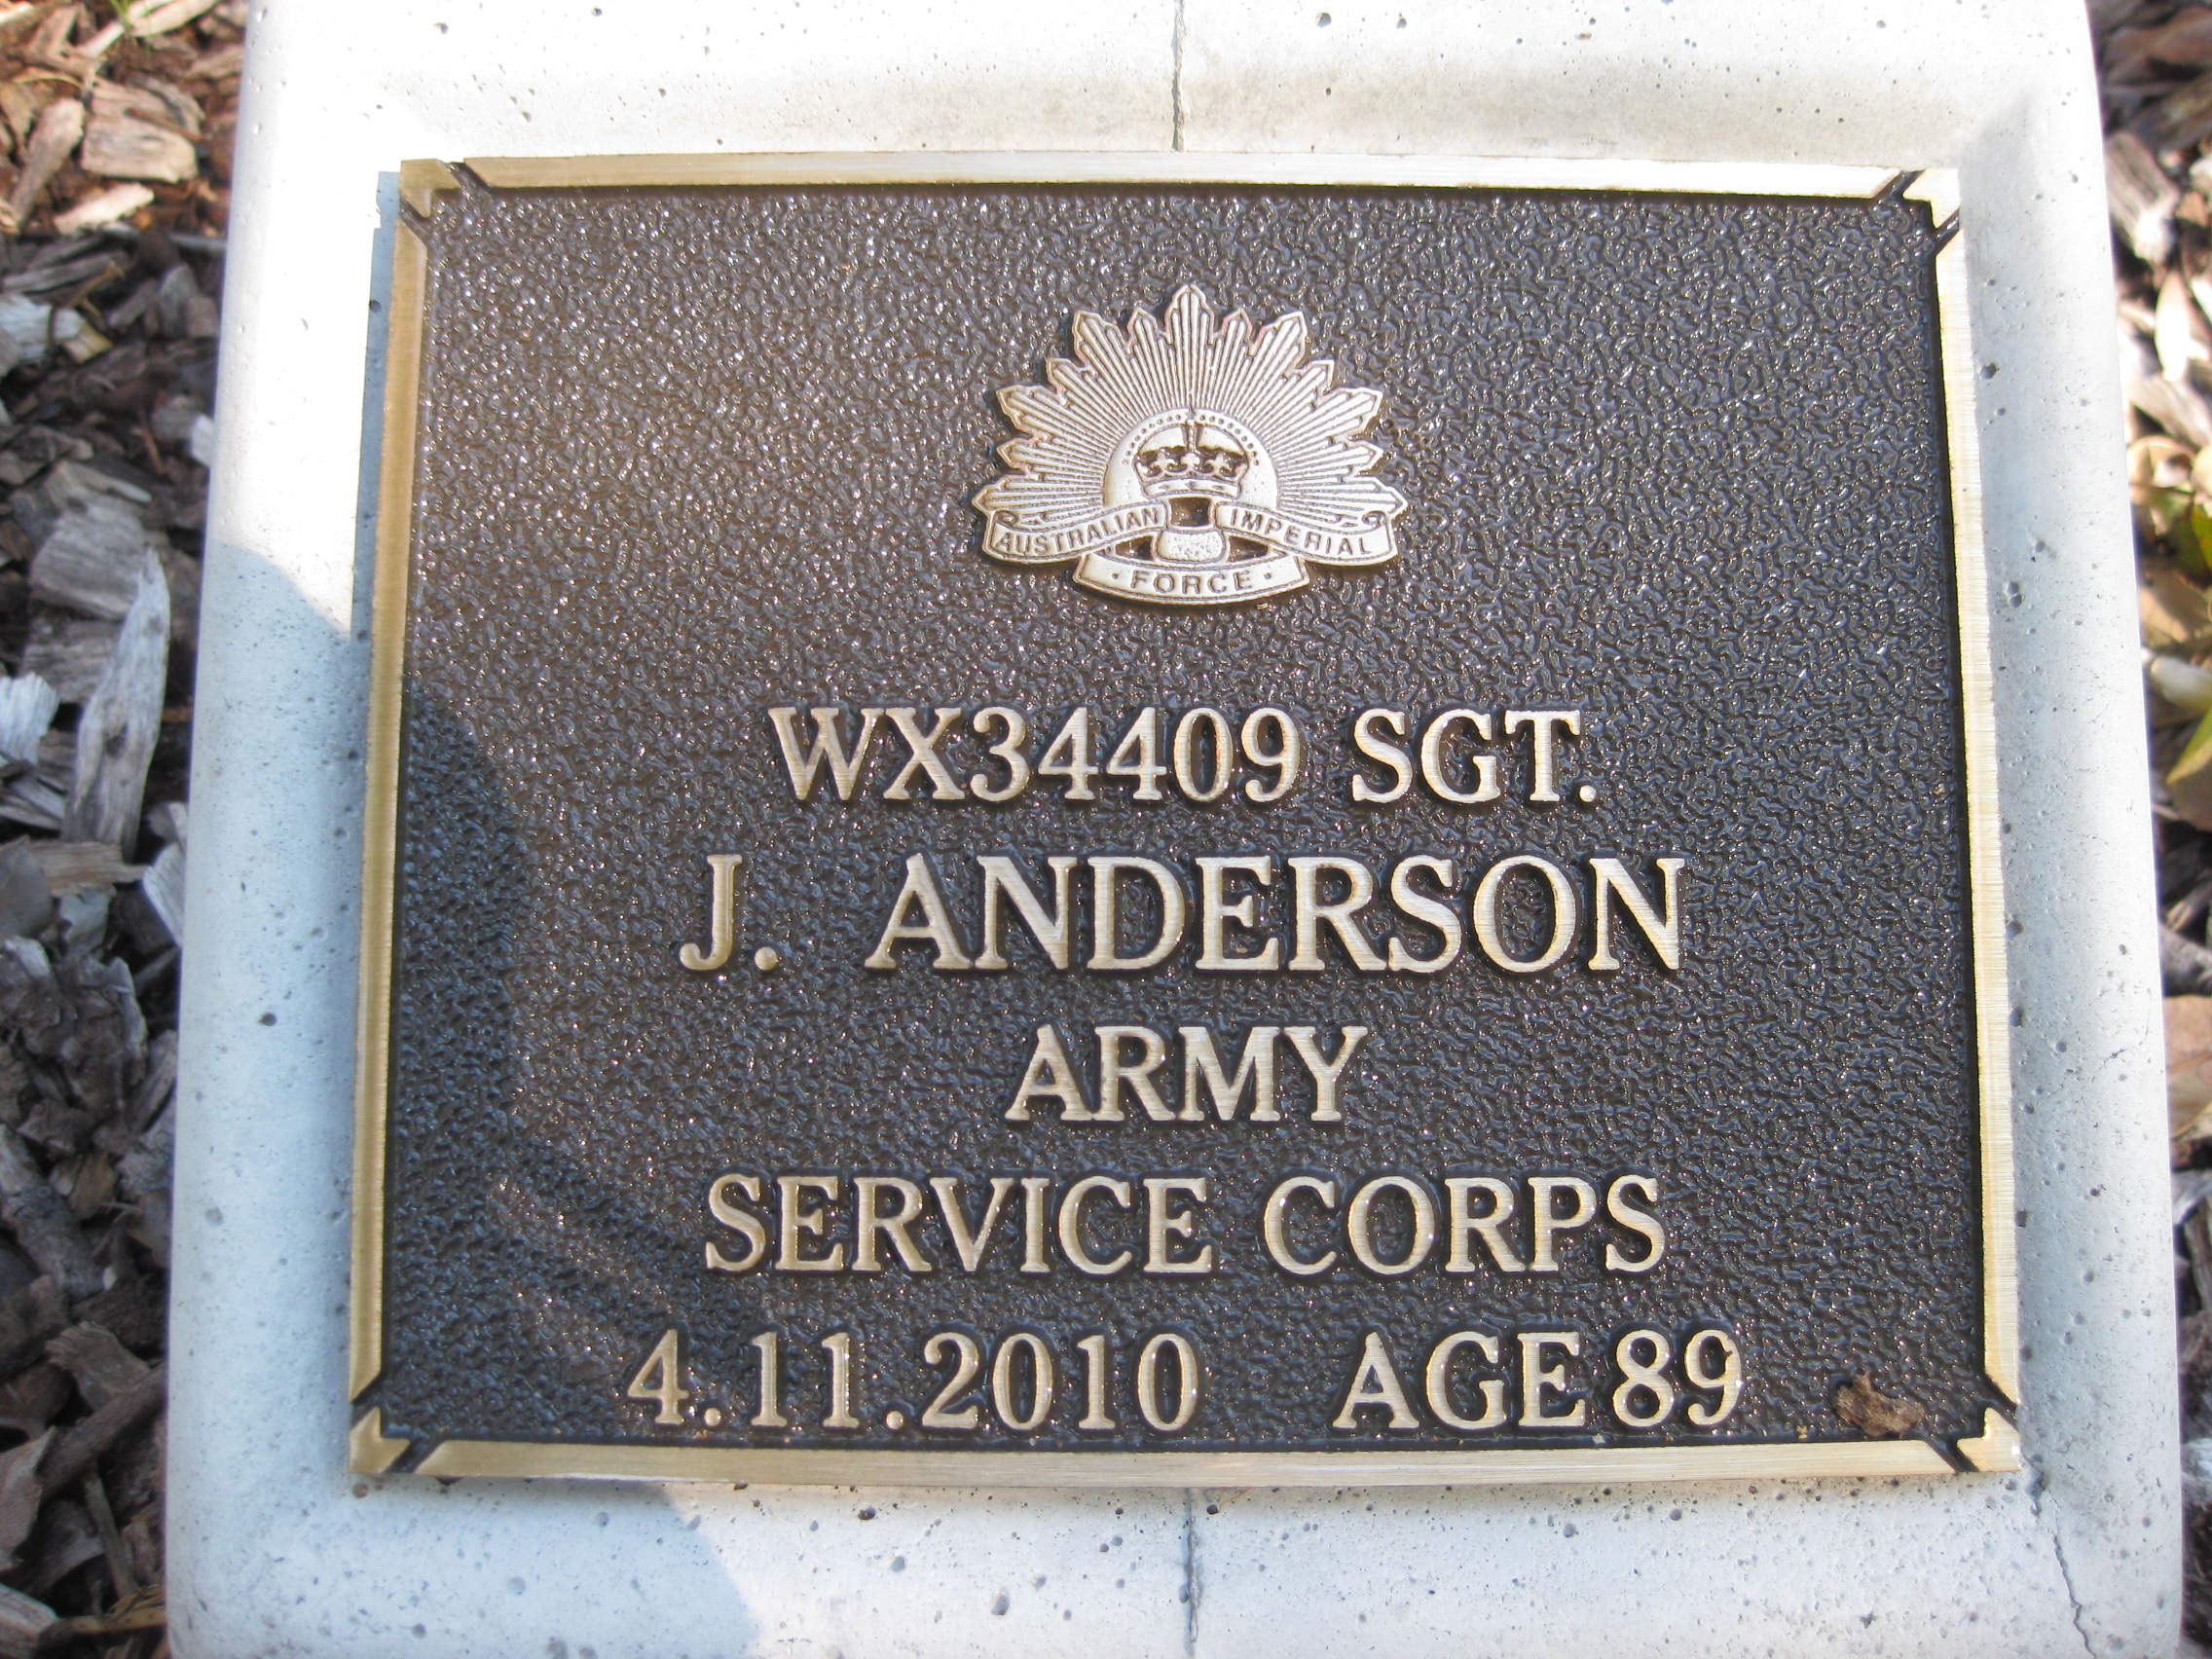 AUSTRALIAN IMPERIAL
· FORCE ·
WX34409 SGT.
J. ANDERSON
ARMY
SERVICE CORPS
4.11.2010 AGE 89